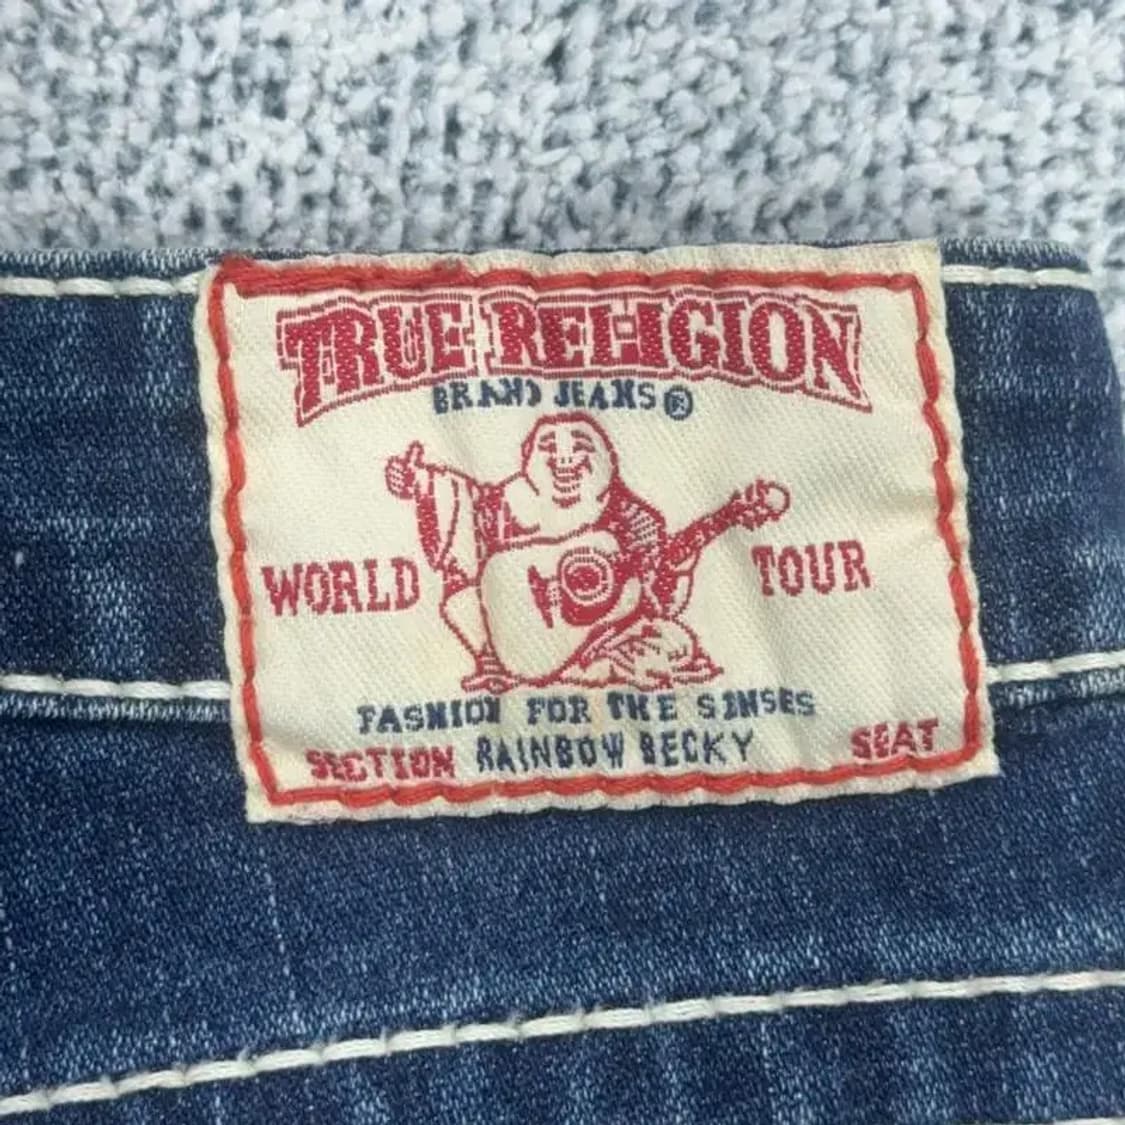 TRUE RELIGION
BRAND JEANS®
WORLD TOUR
FASHION FOR THE SENSES
SECTION RAINBOW BECKY SEAT